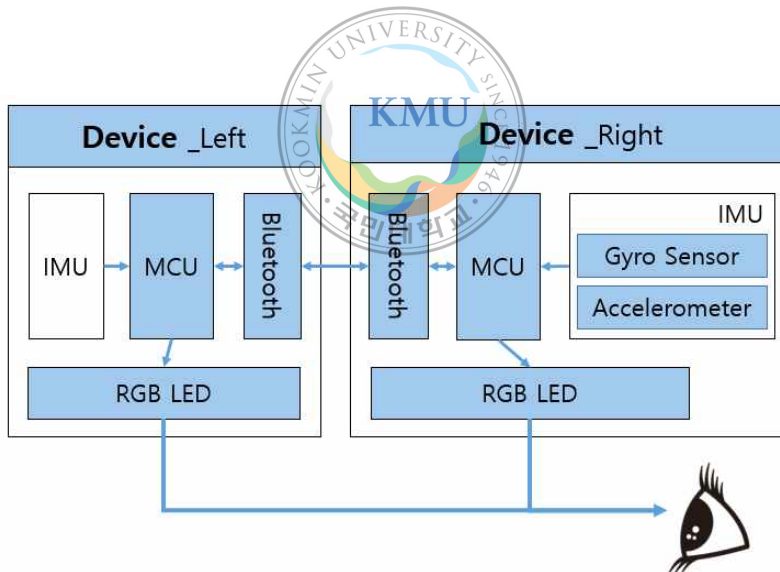 KOOKMIN UNIVERSITY SINCE 1946
KMU
국민대학교
Device _Left
IMU
MCU
Bluetooth
RGB LED
Device _Right
Bluetooth
MCU
IMU
Gyro Sensor
Accelerometer
RGB LED